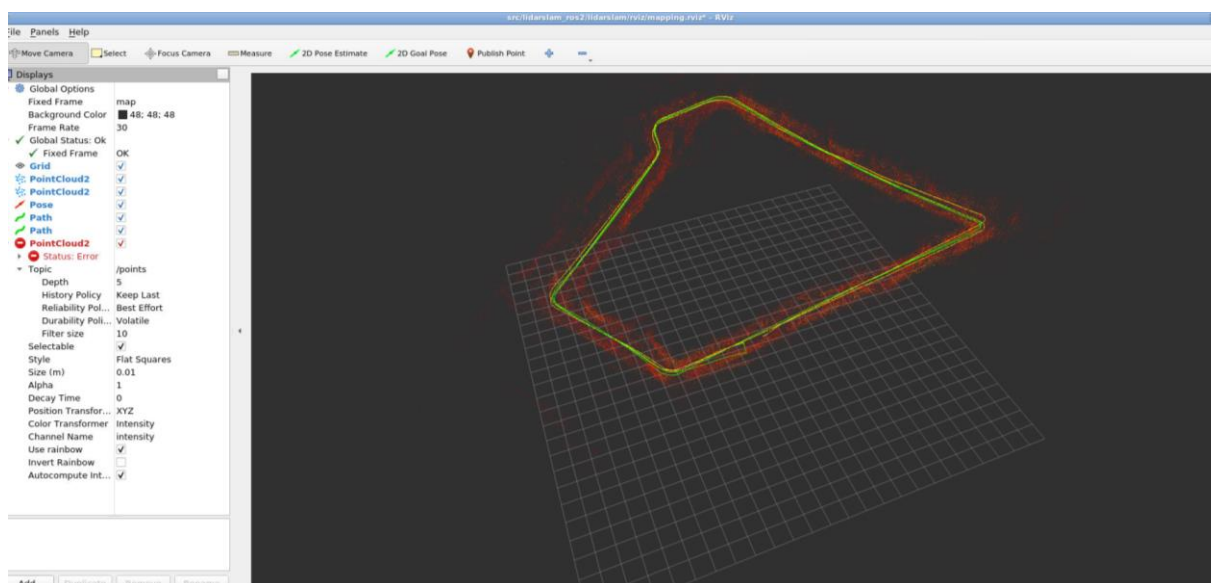 src/lidarslam_ros2/lidarslam/rviz/mapping.rviz* - RViz
File Panels Help
Move Camera Select Focus Camera Measure 2D Pose Estimate 2D Goal Pose Publish Point
Displays
Global Options
Fixed Frame map
Background Color 48; 48; 48
Frame Rate 30
Global Status: Ok
Fixed Frame OK
Grid
PointCloud2
PointCloud2
Pose
Path
Path
PointCloud2
Status: Error
Topic /points
Depth 5
History Policy Keep Last
Reliability Pol... Best Effort
Durability Poli... Volatile
Filter size 10
Selectable
Style Flat Squares
Size (m) 0.01
Alpha 1
Decay Time 0
Position Transfor... XYZ
Color Transformer Intensity
Channel Name intensity
Use rainbow
Invert Rainbow
Autocompute Int...
Add